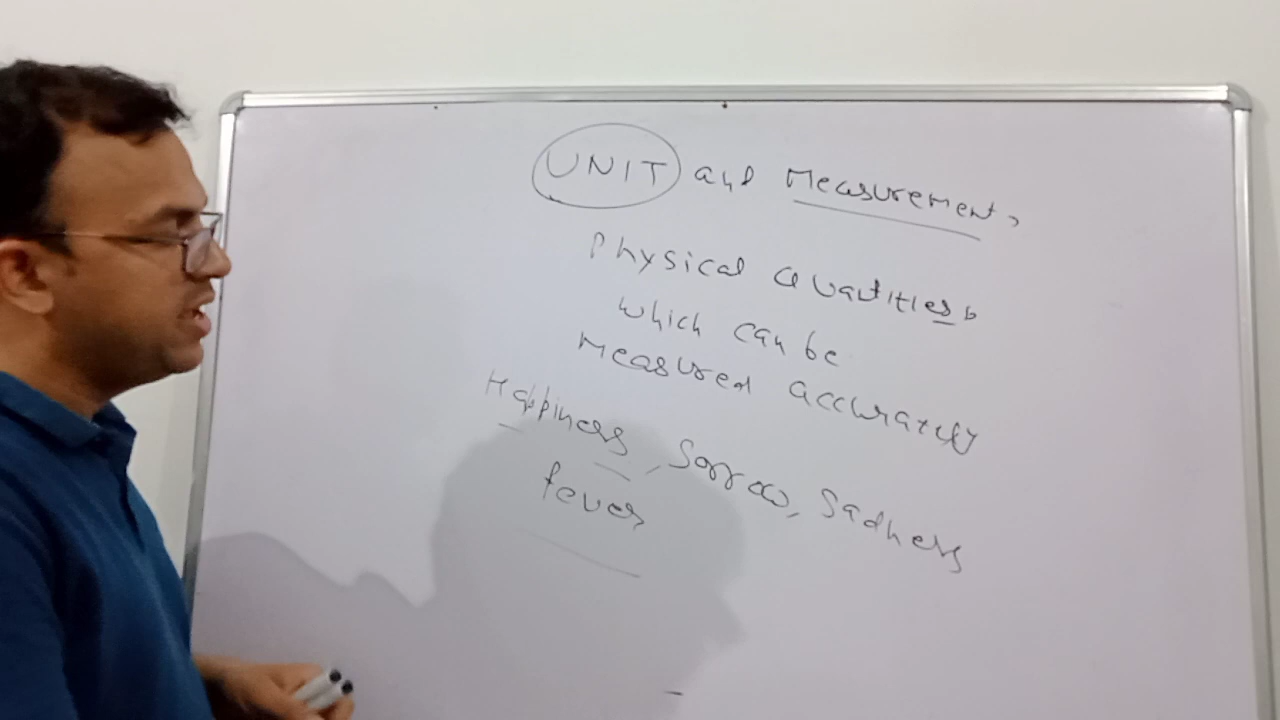 UNIT and Measurement,
Physical Quantities
which can be
Measured accurately
Happiness, Sorrow, Sadness
fever